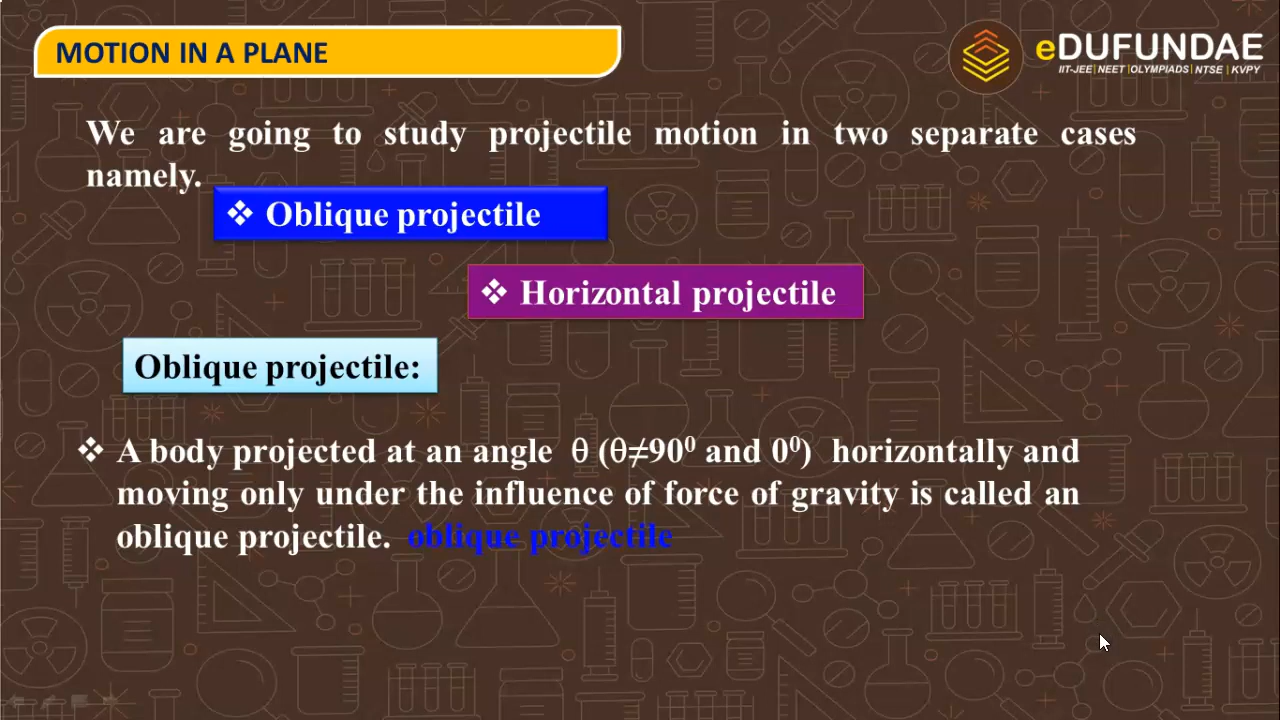 MOTION IN A PLANE
eDUFUNDAE
IIT-JEE|NEET|OLYMPIADS|NTSE|KVPY
We are going to study projectile motion in two separate cases
namely.
❖ Oblique projectile
❖ Horizontal projectile
Oblique projectile:
❖ A body projected at an angle θ (θ≠90⁰ and 0⁰) horizontally and
moving only under the influence of force of gravity is called an
oblique projectile. oblique projectile